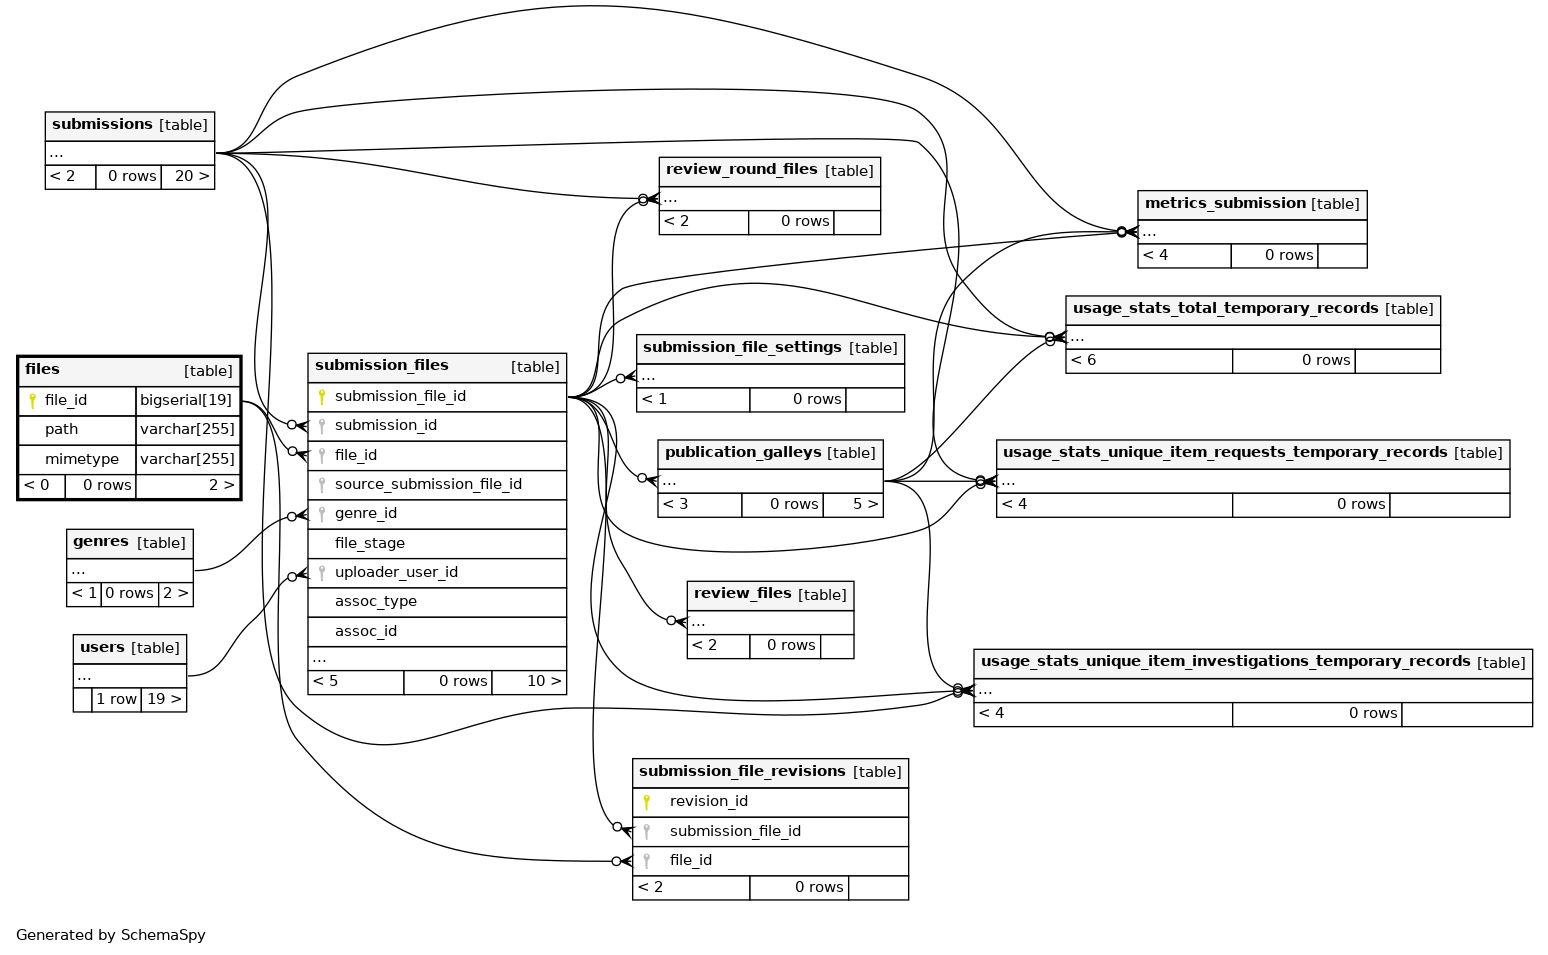 submissions [table]
...
< 2 0 rows 20 >
files [table]
file_id bigserial[19]
path varchar[255]
mimetype varchar[255]
< 0 0 rows 2 >
genres [table]
...
< 1 0 rows 2 >
users [table]
...
1 row 19 >
submission_files [table]
submission_file_id
submission_id
file_id
source_submission_file_id
genre_id
file_stage
uploader_user_id
assoc_type
assoc_id
...
< 5 0 rows 10 >
review_round_files [table]
...
< 2 0 rows
submission_file_settings [table]
...
< 1 0 rows
publication_galleys [table]
...
< 3 0 rows 5 >
review_files [table]
...
< 2 0 rows
submission_file_revisions [table]
revision_id
submission_file_id
file_id
< 2 0 rows
metrics_submission [table]
...
< 4 0 rows
usage_stats_total_temporary_records [table]
...
< 6 0 rows
usage_stats_unique_item_requests_temporary_records [table]
...
< 4 0 rows
usage_stats_unique_item_investigations_temporary_records [table]
...
< 4 0 rows
Generated by SchemaSpy